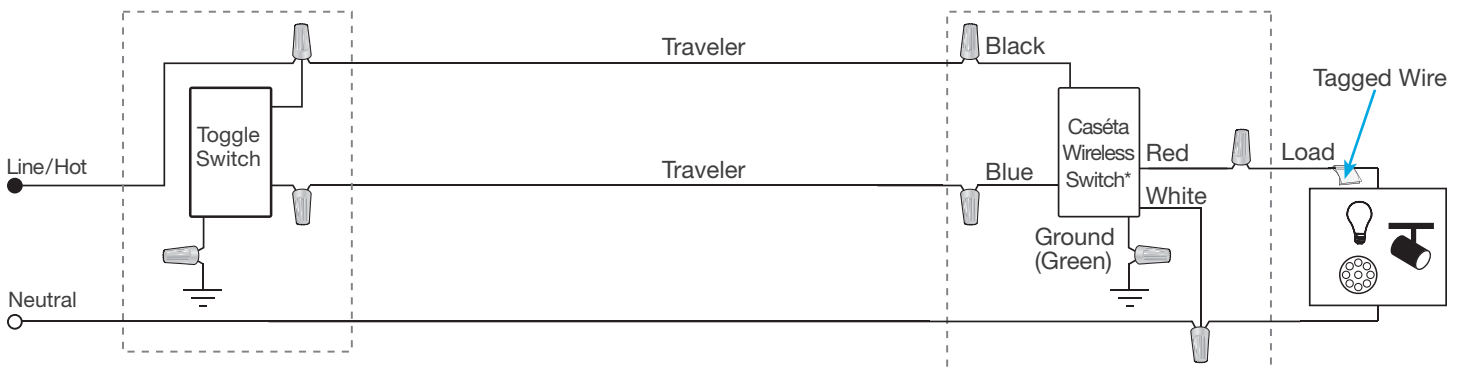 Traveler
Black
Tagged Wire
Toggle
Switch
Caséta
Wireless
Switch*
Line/Hot
Traveler
Blue
Red
Load
White
Ground
(Green)
Neutral